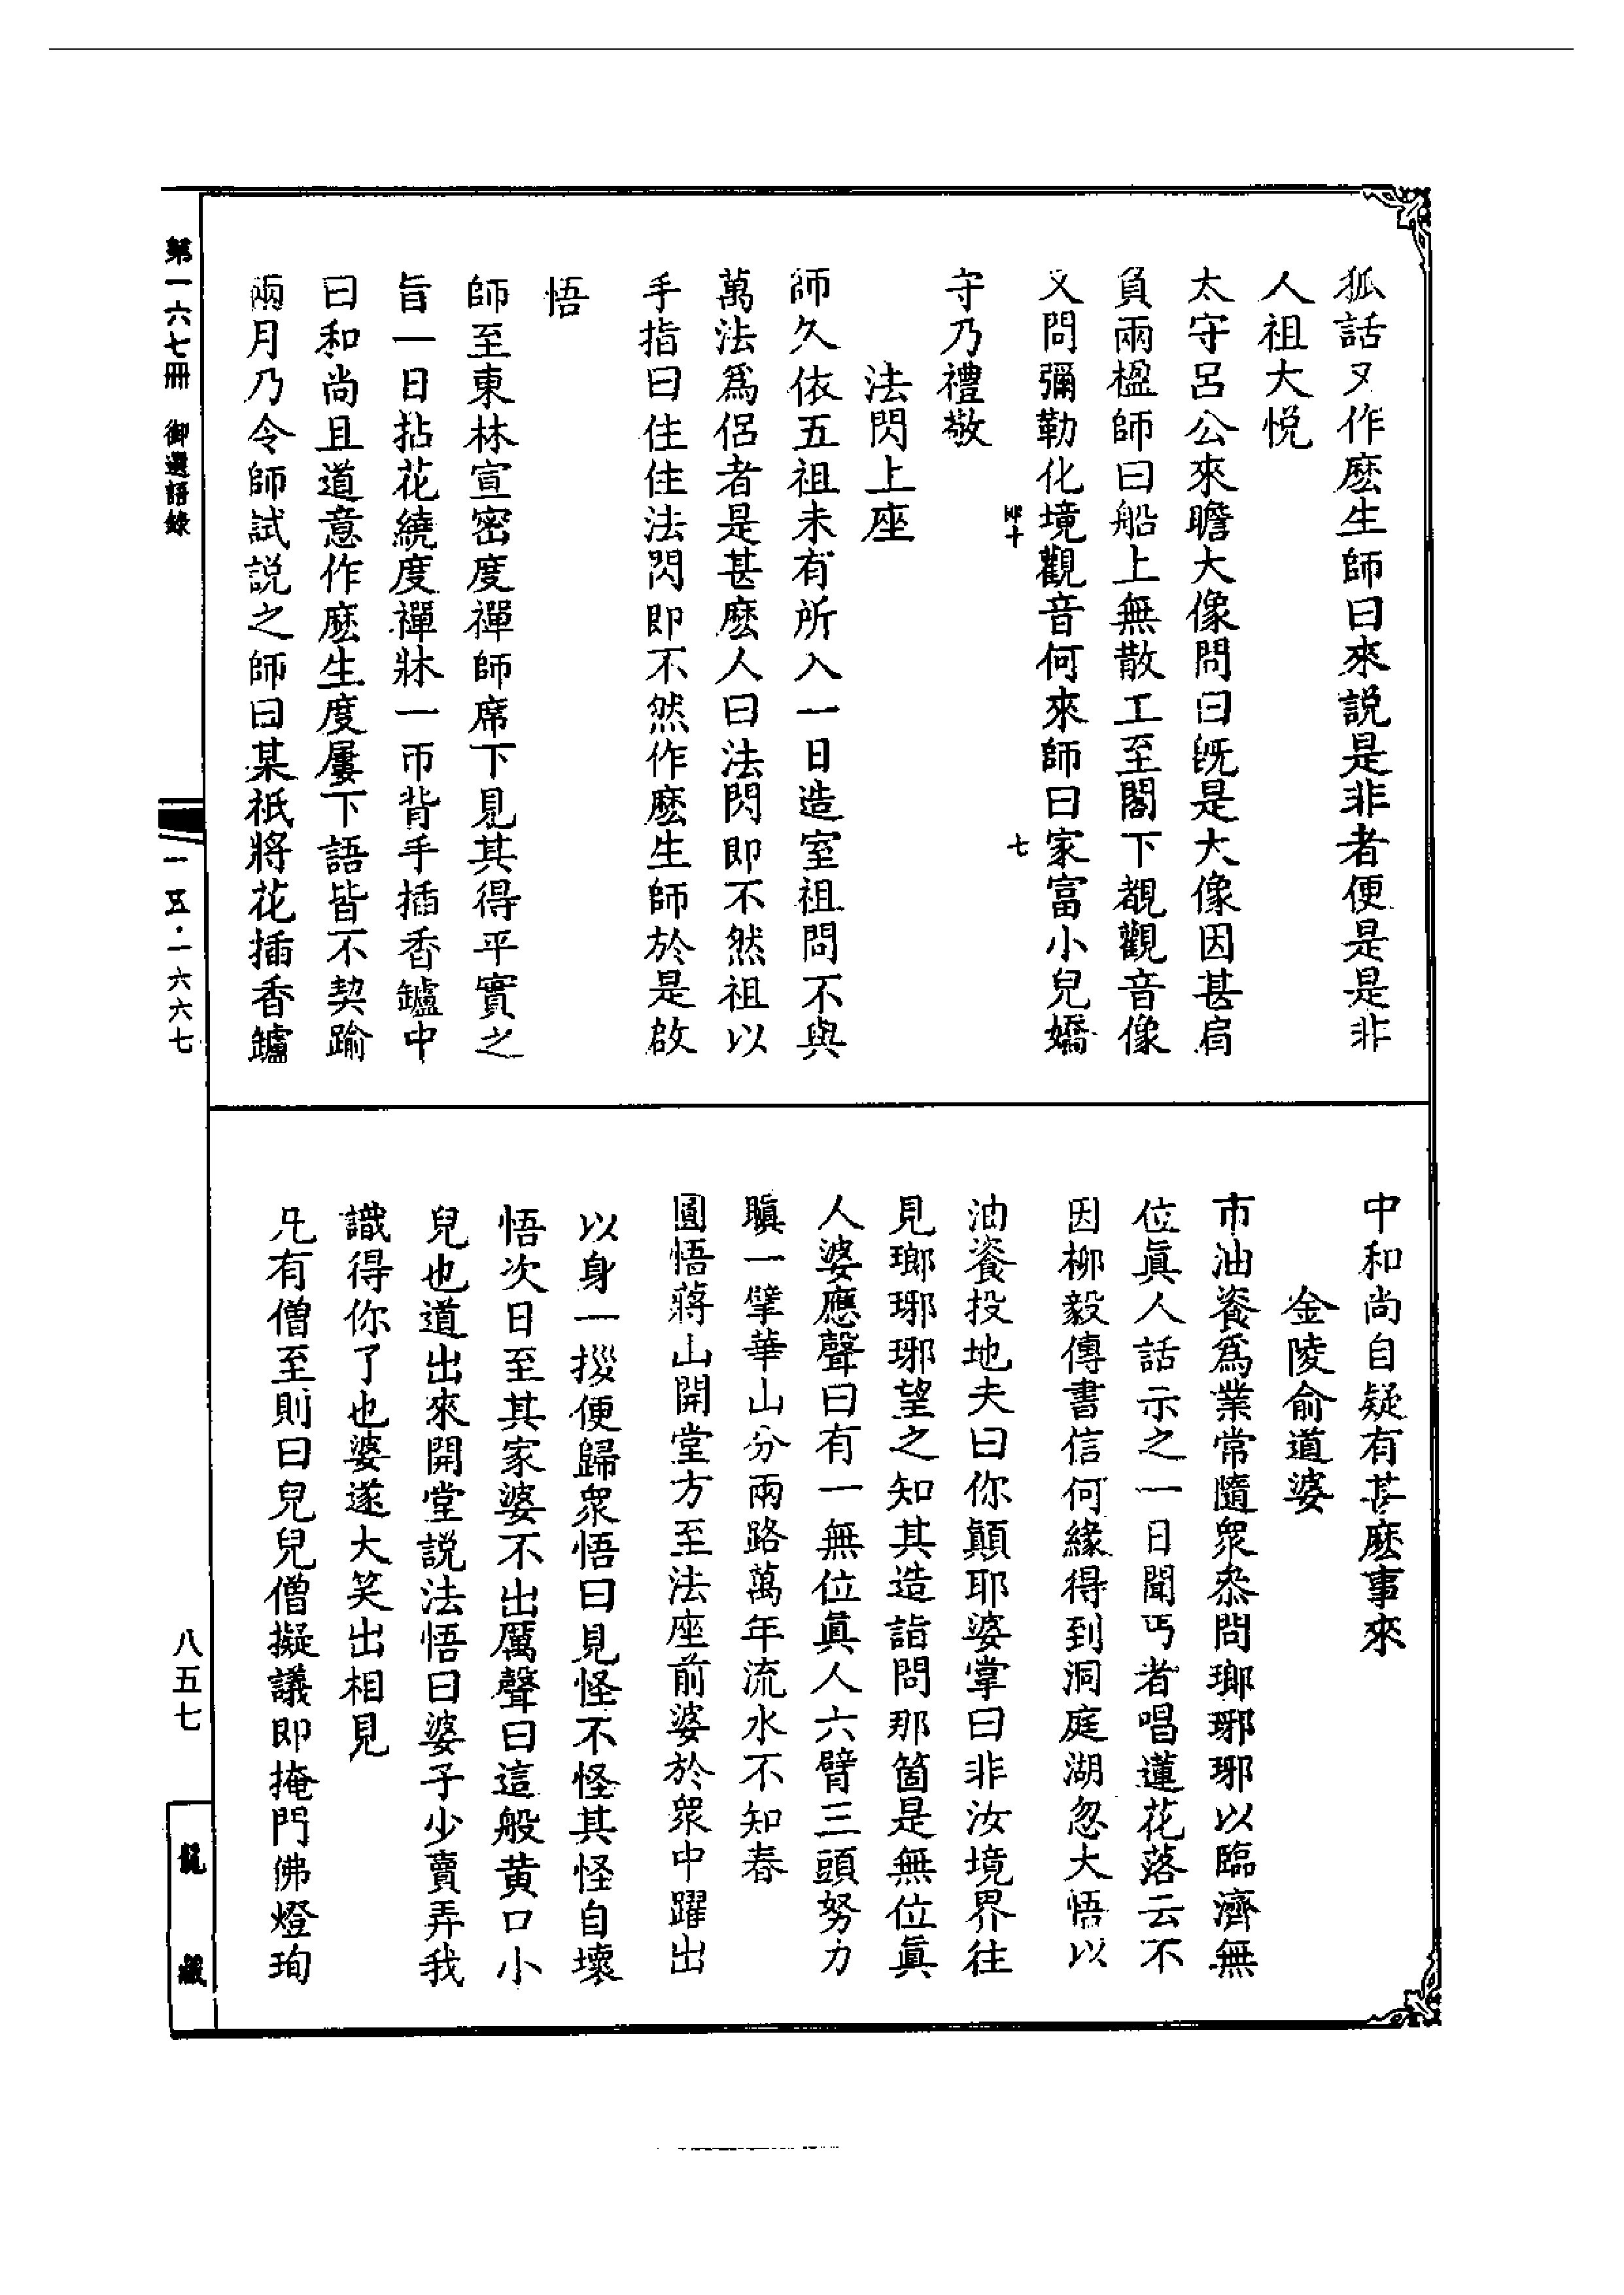 狐話又作麽生師曰來説是非者便是是非
人祖大悦
太守呂公來瞻大像問曰旣是大像因甚肩
負兩楹師曰船上無散工至閣下覩觀音像
又問彌勒化境觀音何來師曰家富小兒嬌
七
守乃禮敬
法閃上座
師久依五祖未有所入一日造室祖問不與
萬法爲侶者是甚麽人曰法閃即不然祖以
手指曰住住法閃即不然作麽生師於是啟
悟
師至東林宣密度禪師席下見其得平實之
旨一日拈花繞度禪牀一帀背手插香鑪中
曰和尚且道意作麽生度屢下語皆不契踰
兩月乃令師試説之師曰某祇將花插香鑪
中和尚自疑有甚麽事來
金陵俞道婆
市油餈爲業常隨衆叅問瑯琊琊以臨濟無
位眞人話示之一日聞丐者唱蓮花落云不
因柳毅傳書信何緣得到洞庭湖忽大悟以
油餈投地夫曰你顛耶婆掌曰非汝境界往
見瑯琊琊望之知其造詣問那箇是無位眞
人婆應聲曰有一無位眞人六臂三頭努力
瞋一擘華山分兩路萬年流水不知春
圜悟蔣山開堂方至法座前婆於衆中躍出
以身一拶便歸衆悟曰見怪不怪其怪自壞
悟次日至其家婆不出厲聲曰這般黄口小
兒也道出來開堂説法悟曰婆子少賣弄我
識得你了也婆遂大笑出相見
凡有僧至則曰兒兒僧擬議即掩門佛燈珣
第一六七冊 御選語錄
一五·一六六七
八五七
龍藏